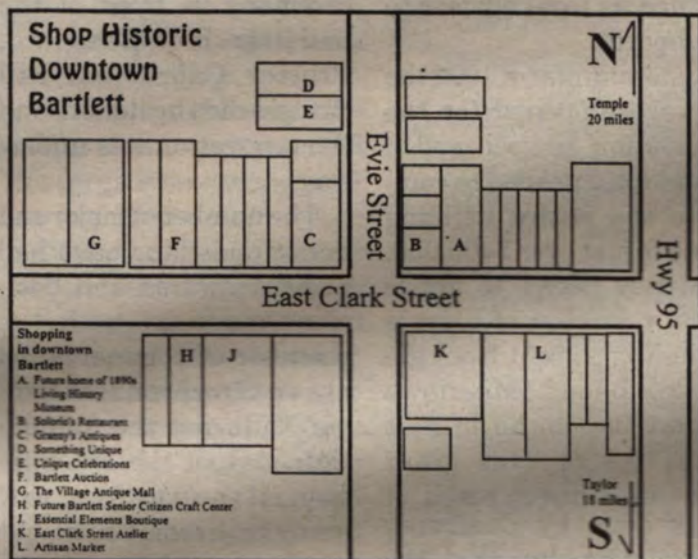 Shop Historic
Downtown
Bartlett
D
E
G
F
C
Evie Street
N
Temple
20 miles
B
A
Hwy 95
East Clark Street
Shopping
in downtown
Bartlett
A. Future home of 1890s
Living History
Museum
B. Solorio's Restaurant
C. Granny's Antiques
D. Something Unique
E. Unique Celebrations
F. Bartlett Auction
G. The Village Antique Mall
H. Future Bartlett Senior Citizen Craft Center
J. Essential Elements Boutique
K. East Clark Street Atelier
L. Artisan Market
H
J
K
L
Taylor
18 miles
S